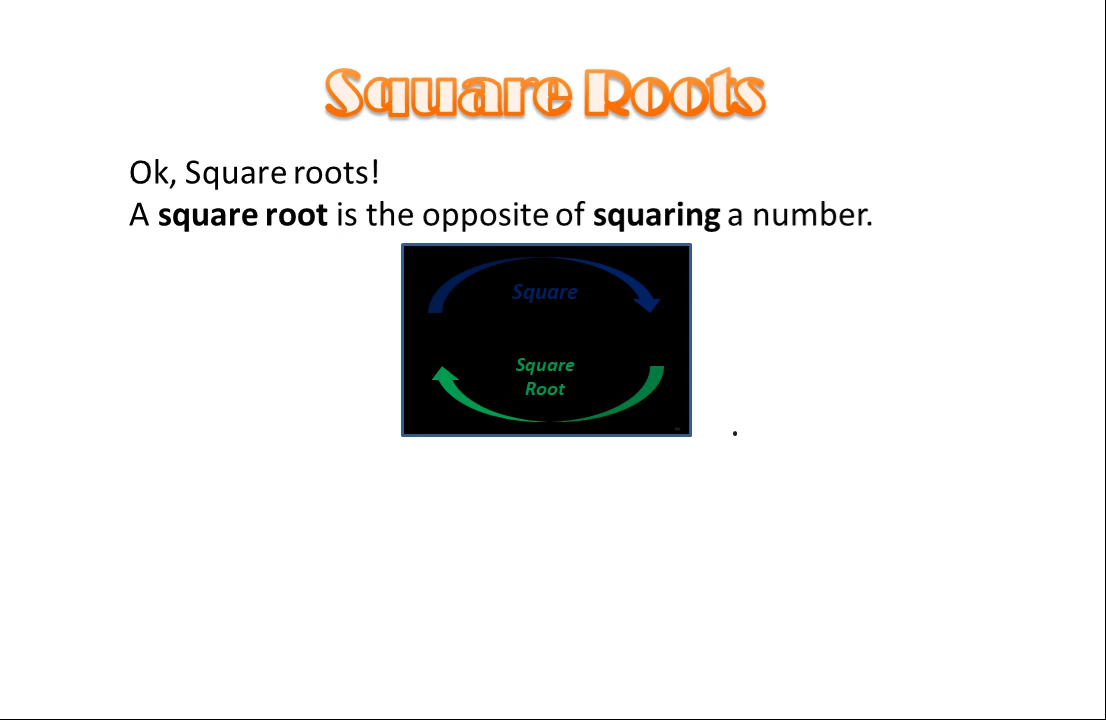 Square Roots
Ok, Square roots!
A square root is the opposite of squaring a number.
Square
Square
Root
.